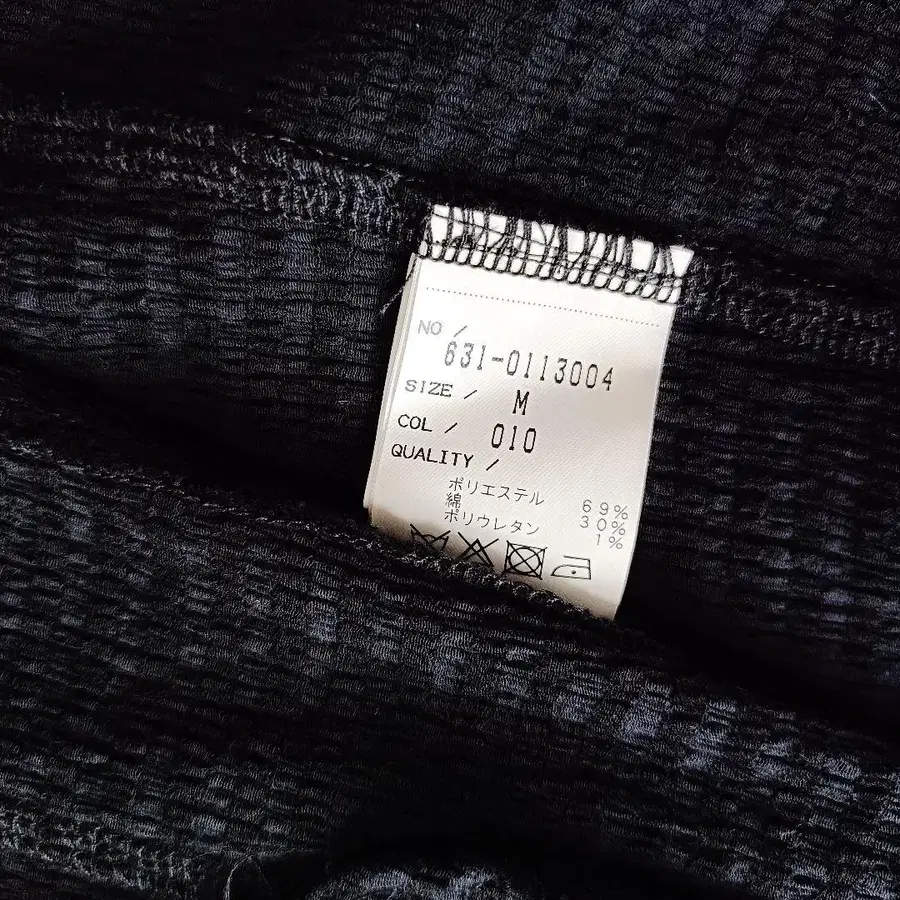 NO /
631-0113004
SIZE / M
COL / 010
QUALITY /
ポリエステル 69%
綿 30%
ポリウレタン 1%